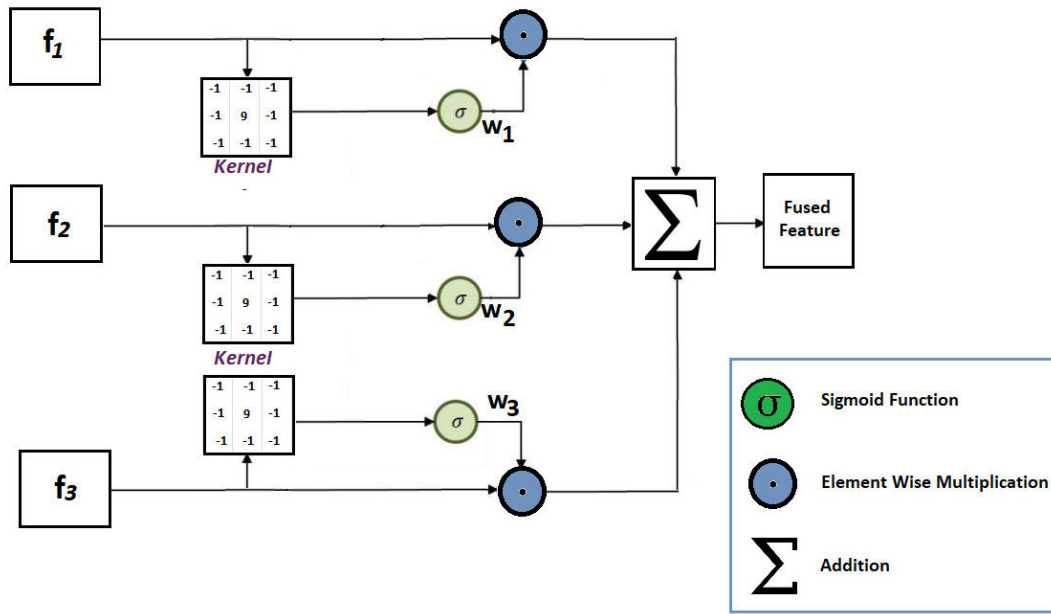 f1
-1 -1 -1
-1 9 -1
-1 -1 -1
Kernel
σ
w1
f2
-1 -1 -1
-1 9 -1
-1 -1 -1
Kernel
σ
w2
-1 -1 -1
-1 9 -1
-1 -1 -1
σ
w3
f3
Σ
Fused
Feature
σ Sigmoid Function
Element Wise Multiplication
Σ Addition